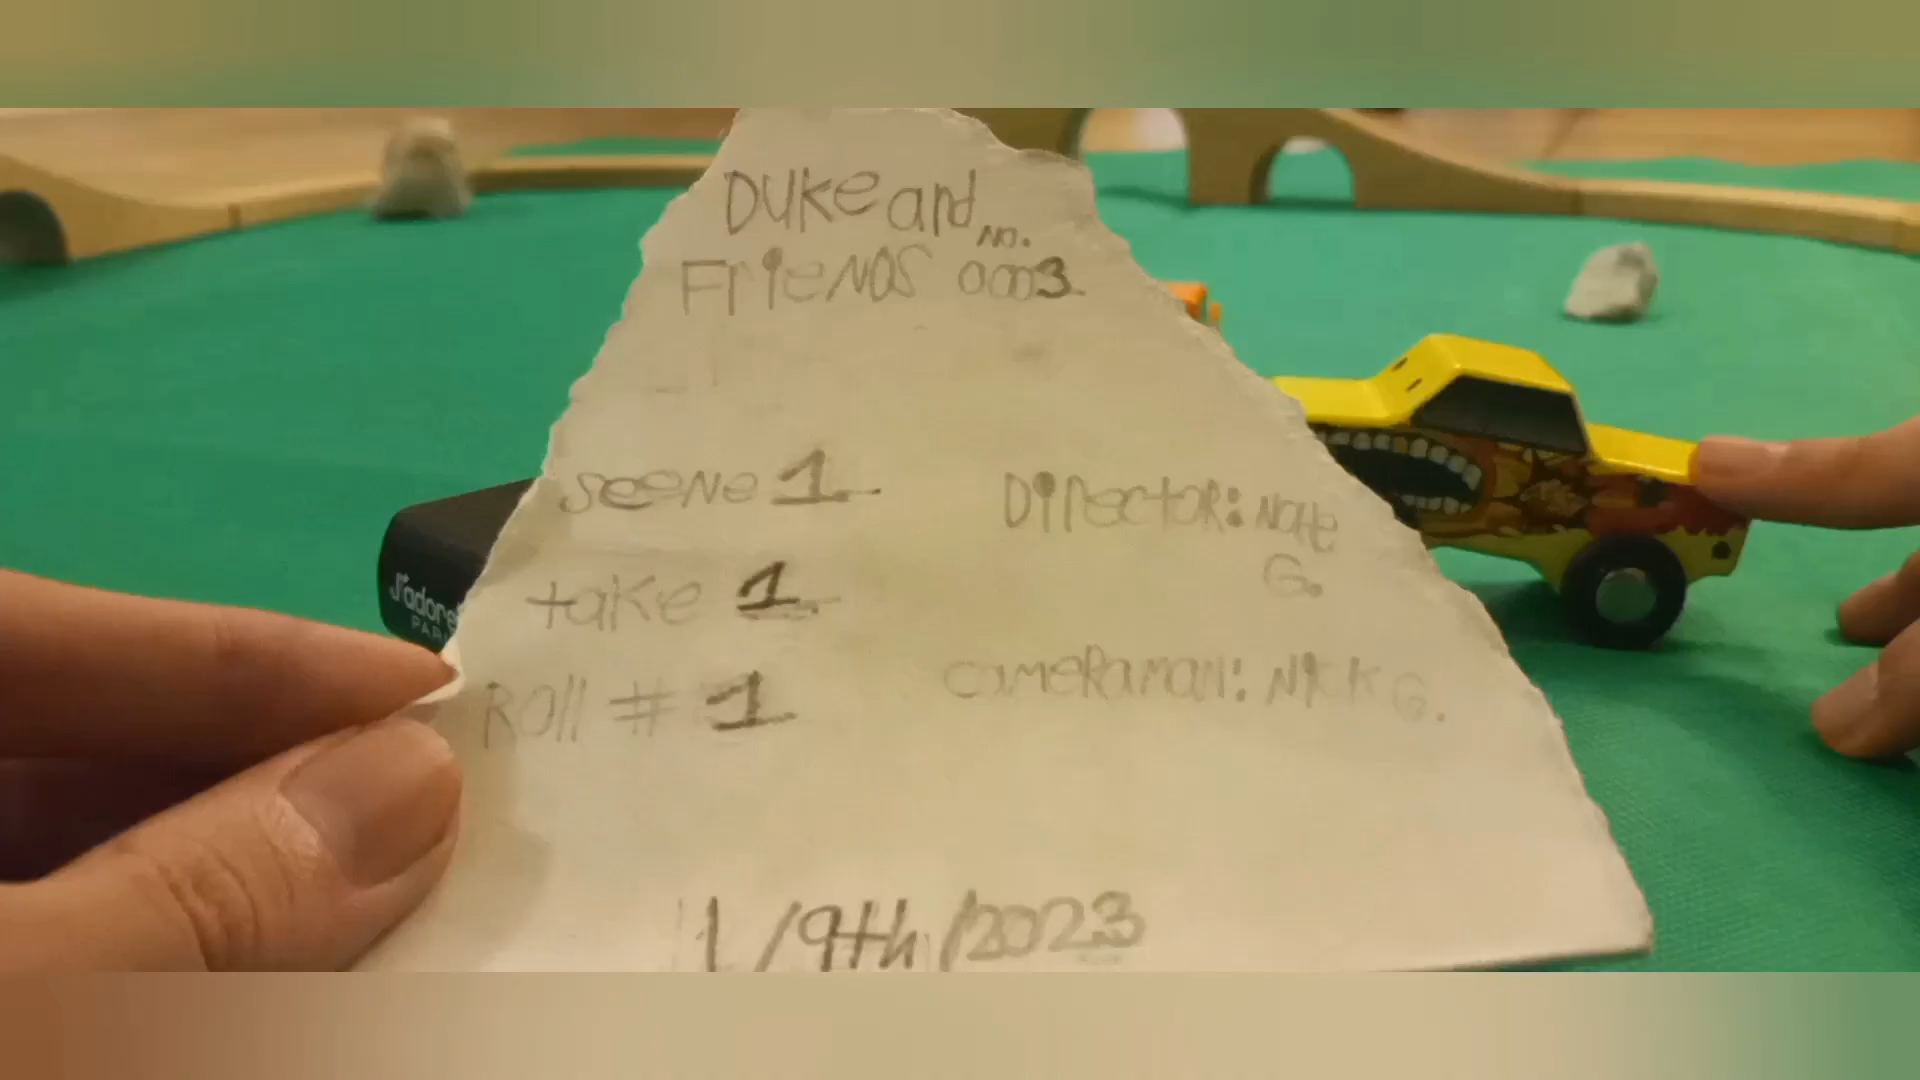 Duke and
No.
Friends 0003
scene 1
take 1
Roll # 1
Director: Nate
G.
cameraman: Nick G.
1/9th/2023
J'adore
PAR